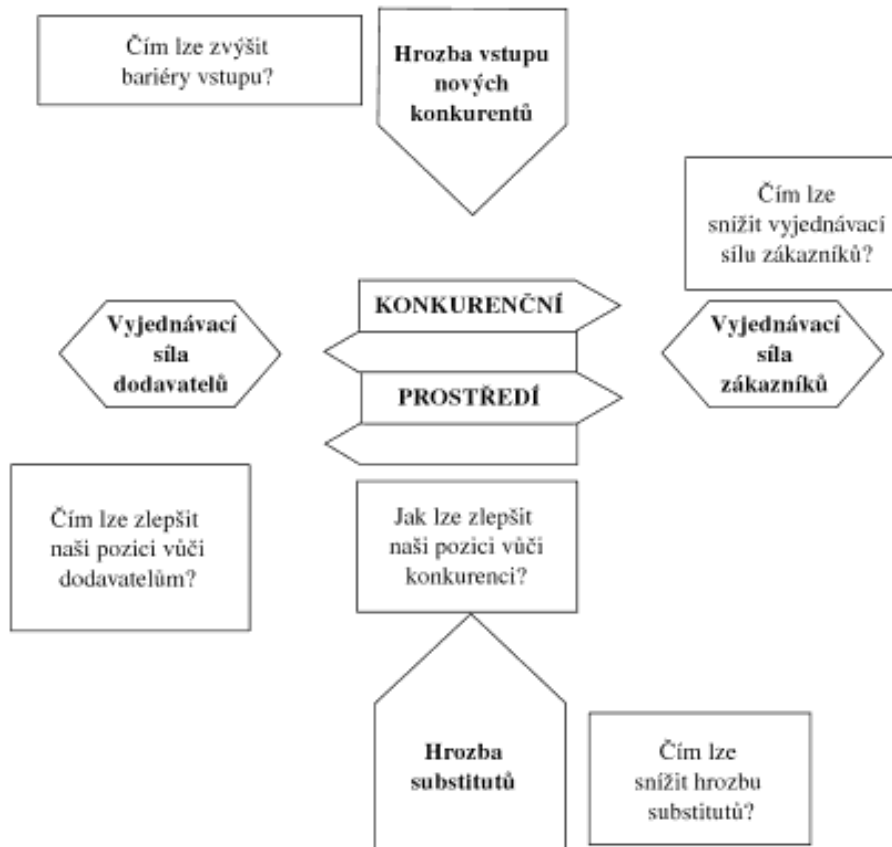 Čím lze zvýšit
bariéry vstupu?
Hrozba vstupu
nových
konkurentů
Čím lze
snížit vyjednávací
sílu zákazníků?
Vyjednávací
síla
dodavatelů
KONKURENČNÍ
PROSTŘEDÍ
Vyjednávací
síla
zákazníků
Čím lze zlepšit
naši pozici vůči
dodavatelům?
Jak lze zlepšit
naši pozici vůči
konkurenci?
Hrozba
substitutů
Čím lze
snížit hrozbu
substitutů?